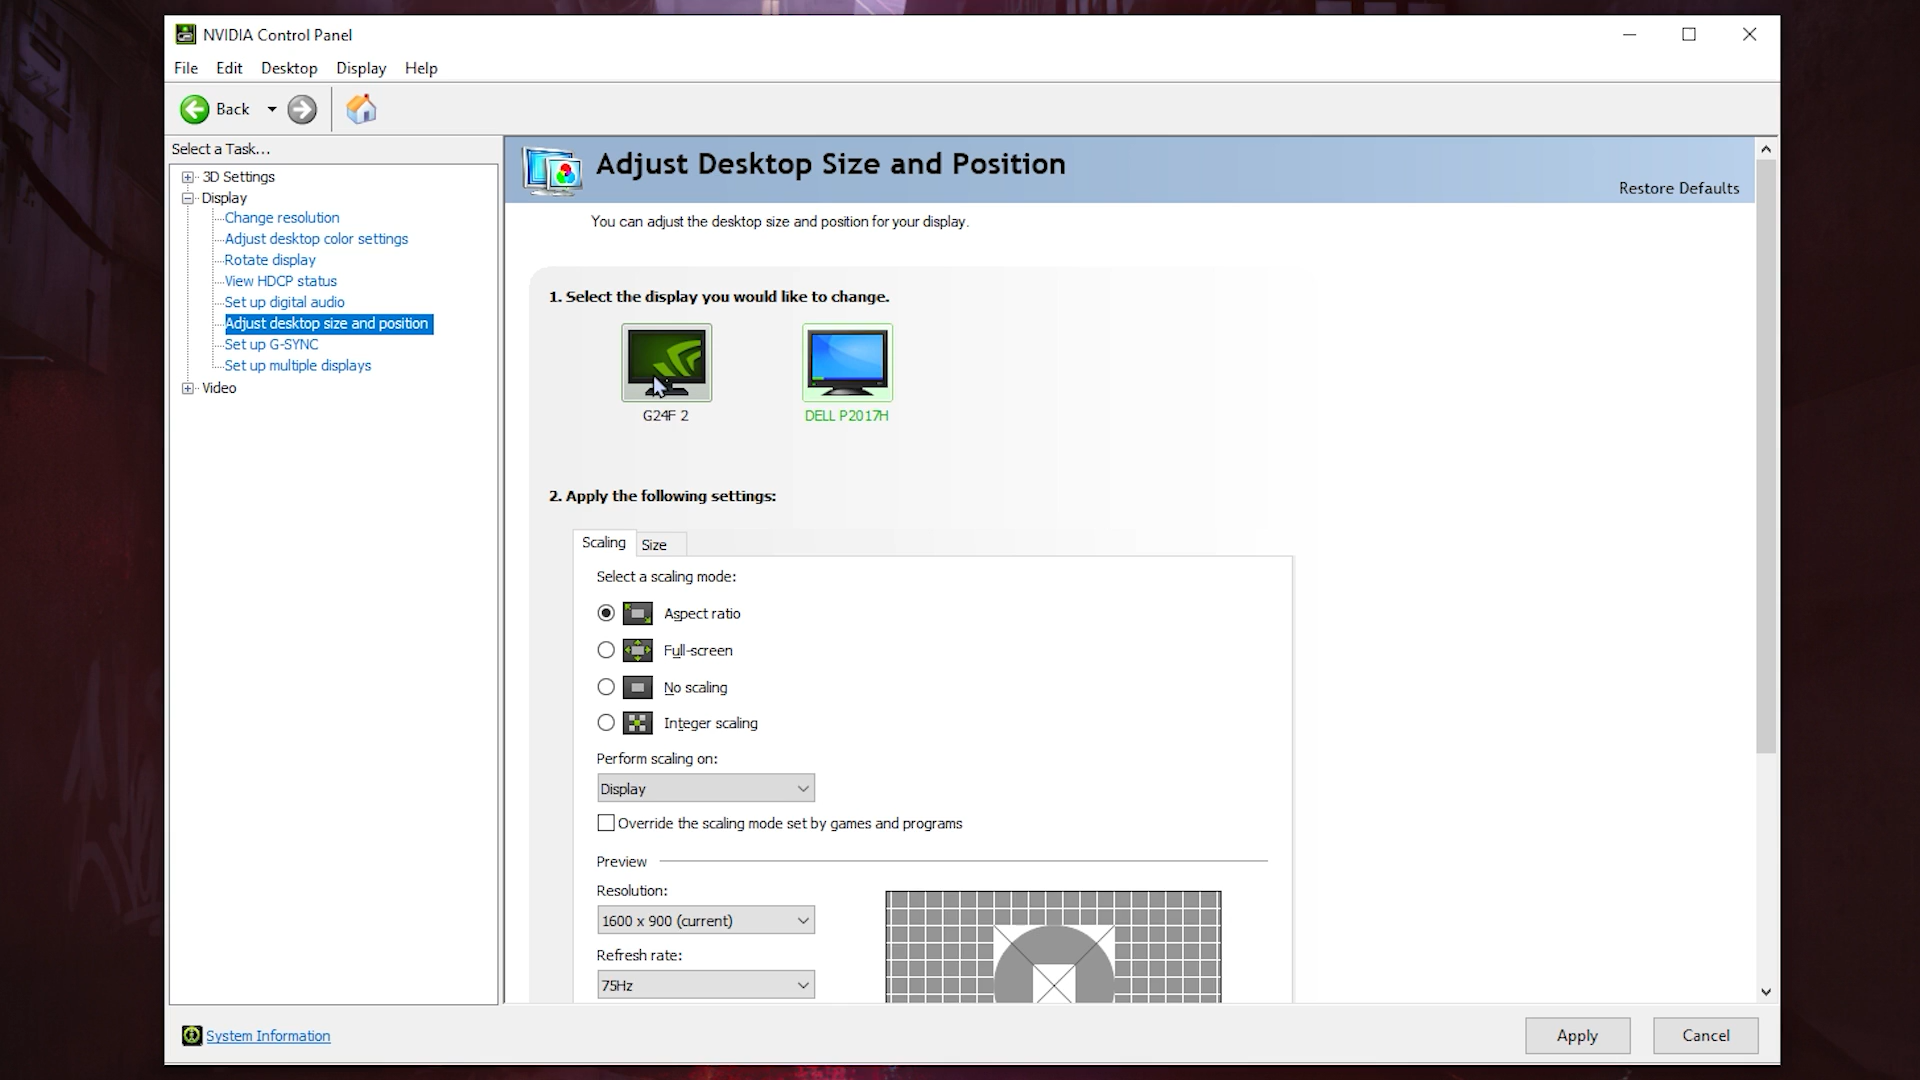 NVIDIA Control Panel
File Edit Desktop Display Help
Back
Select a Task...
3D Settings
Display
Change resolution
Adjust desktop color settings
Rotate display
View HDCP status
Set up digital audio
Adjust desktop size and position
Set up G-SYNC
Set up multiple displays
Video
System Information
Adjust Desktop Size and Position
Restore Defaults
You can adjust the desktop size and position for your display.
1. Select the display you would like to change.
G24F 2 DELL P2017H
2. Apply the following settings:
Scaling Size
Select a scaling mode:
Aspect ratio
Full-screen
No scaling
Integer scaling
Perform scaling on:
Display
Override the scaling mode set by games and programs
Preview
Resolution:
1600 x 900 (current)
Refresh rate:
75Hz
Apply Cancel